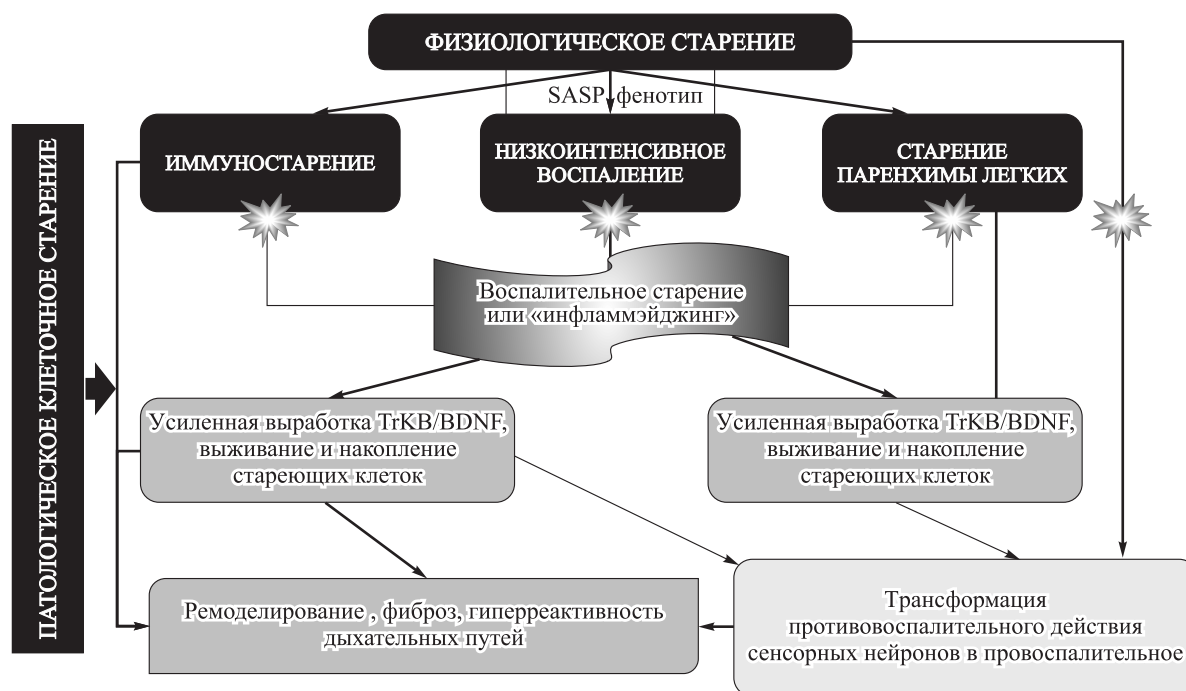 ФИЗИОЛОГИЧЕСКОЕ СТАРЕНИЕ
SASP фенотип
ПАТОЛОГИЧЕСКОЕ КЛЕТОЧНОЕ СТАРЕНИЕ
ИММУНОСТАРЕНИЕ
НИЗКОИНТЕНСИВНОЕ
ВОСПАЛЕНИЕ
СТАРЕНИЕ
ПАРЕНХИМЫ ЛЕГКИХ
Воспалительное старение
или «инфламмэйджинг»
Усиленная выработка TrKB/BDNF,
выживание и накопление
стареющих клеток
Усиленная выработка TrKB/BDNF,
выживание и накопление
стареющих клеток
Ремоделирование , фиброз, гиперреактивность
дыхательных путей
Трансформация
противовоспалительного действия
сенсорных нейронов в провоспалительное